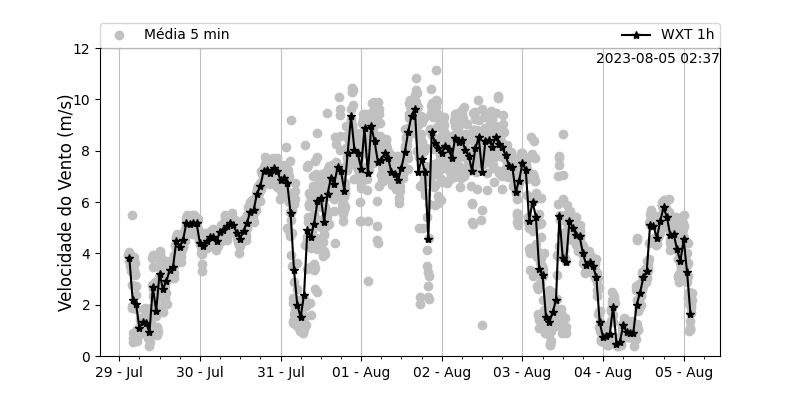 Média 5 min
WXT 1h
2023-08-05 02:37
Velocidade do Vento (m/s)
12
10
8
6
4
2
0
29 - Jul
30 - Jul
31 - Jul
01 - Aug
02 - Aug
03 - Aug
04 - Aug
05 - Aug